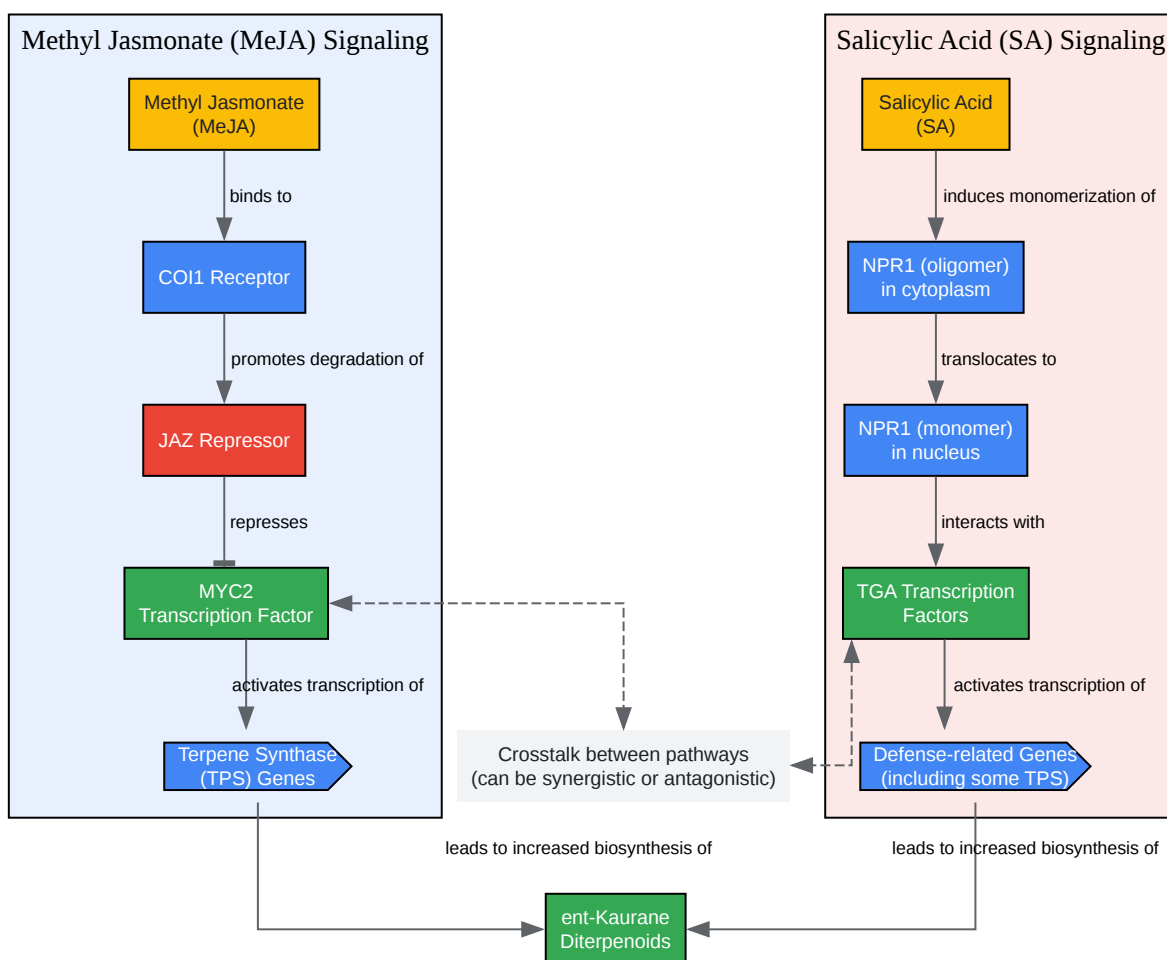 Methyl Jasmonate (MeJA) Signaling
Methyl Jasmonate
(MeJA)
binds to
COI1 Receptor
promotes degradation of
JAZ Repressor
represses
MYC2
Transcription Factor
activates transcription of
Terpene Synthase
(TPS) Genes
Salicylic Acid (SA) Signaling
Salicylic Acid
(SA)
induces monomerization of
NPR1 (oligomer)
in cytoplasm
translocates to
NPR1 (monomer)
in nucleus
interacts with
TGA Transcription
Factors
activates transcription of
Defense-related Genes
(including some TPS)
Crosstalk between pathways
(can be synergistic or antagonistic)
leads to increased biosynthesis of
leads to increased biosynthesis of
ent-Kaurane
Diterpenoids